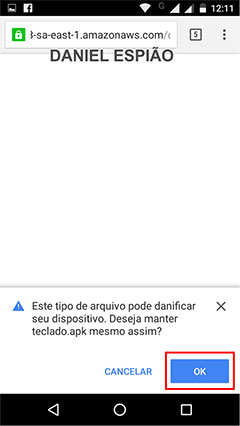 12:11
3-sa-east-1.amazonaws.com/c
5
DANIEL ESPIÃO
Este tipo de arquivo pode danificar
seu dispositivo. Deseja manter
teclado.apk mesmo assim?
CANCELAR
OK